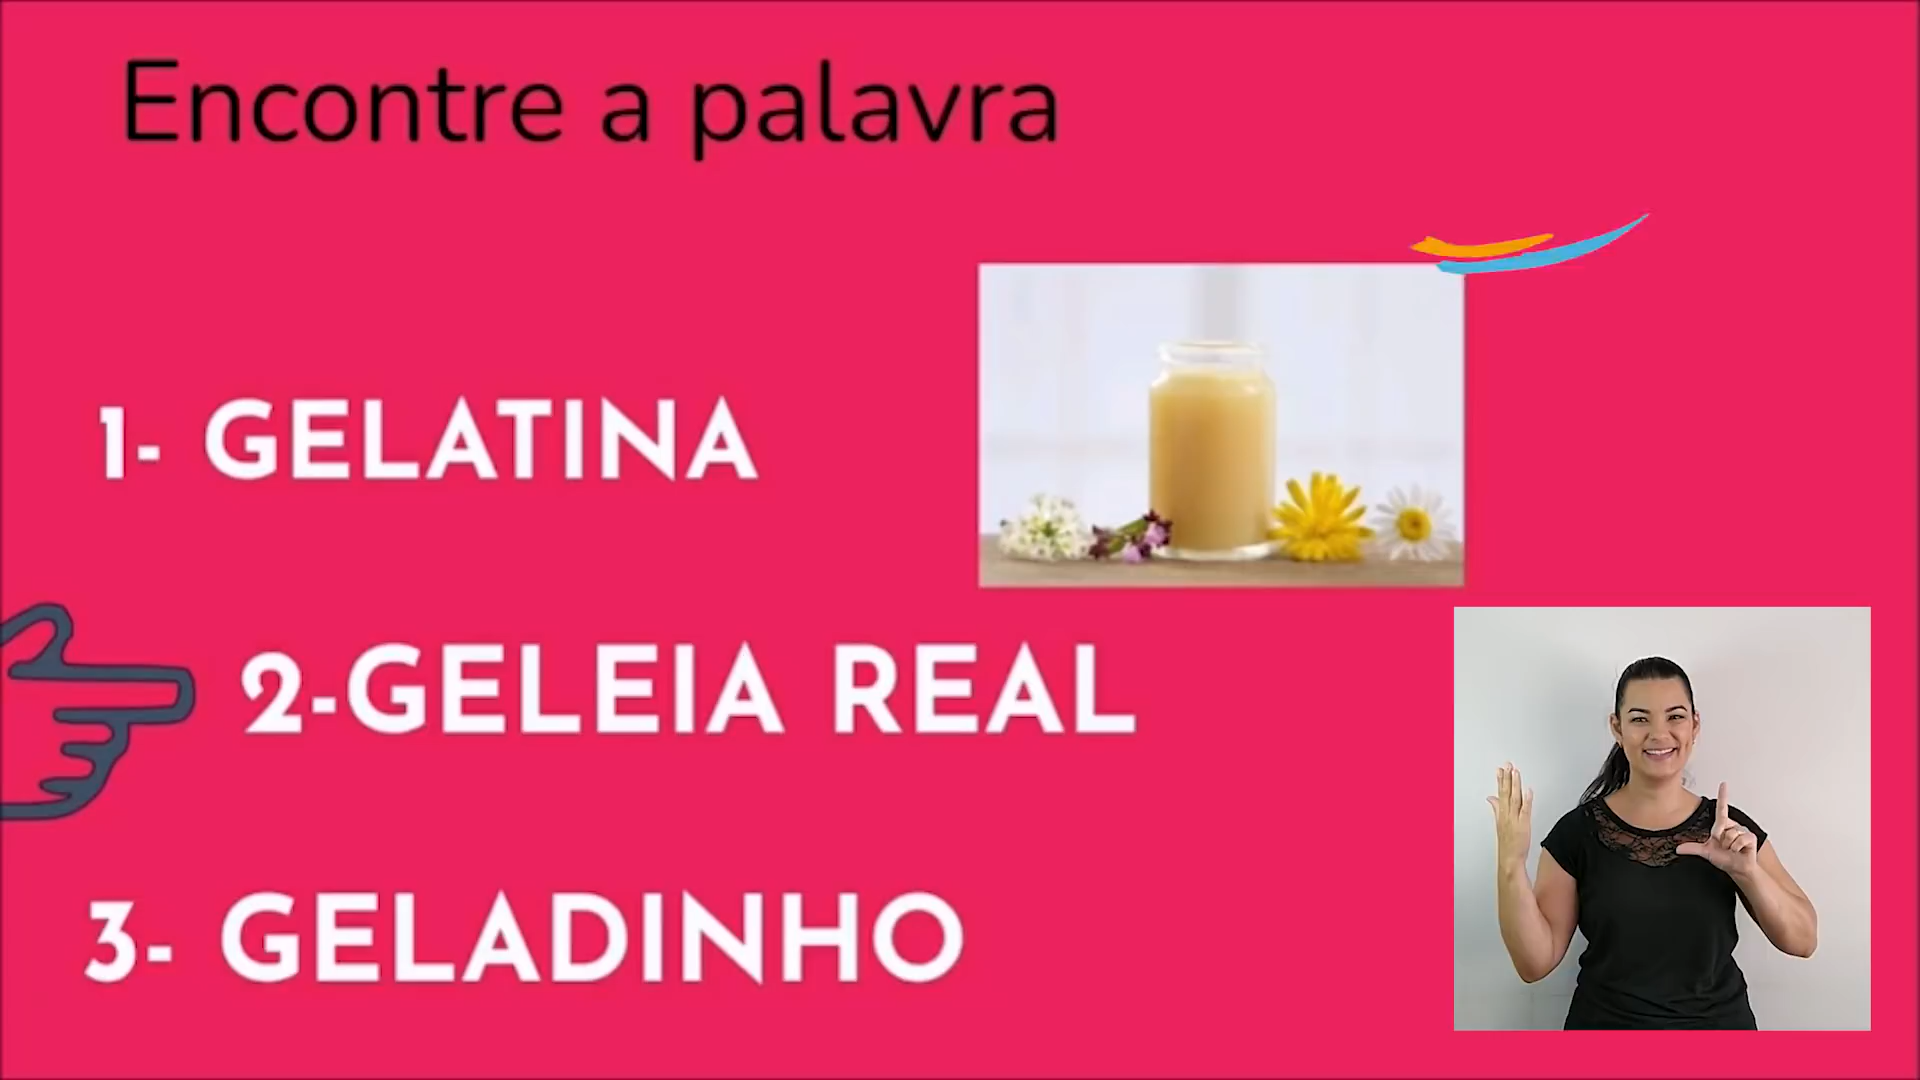 Encontre a palavra
1- GELATINA
2-GELEIA REAL
3- GELADINHO